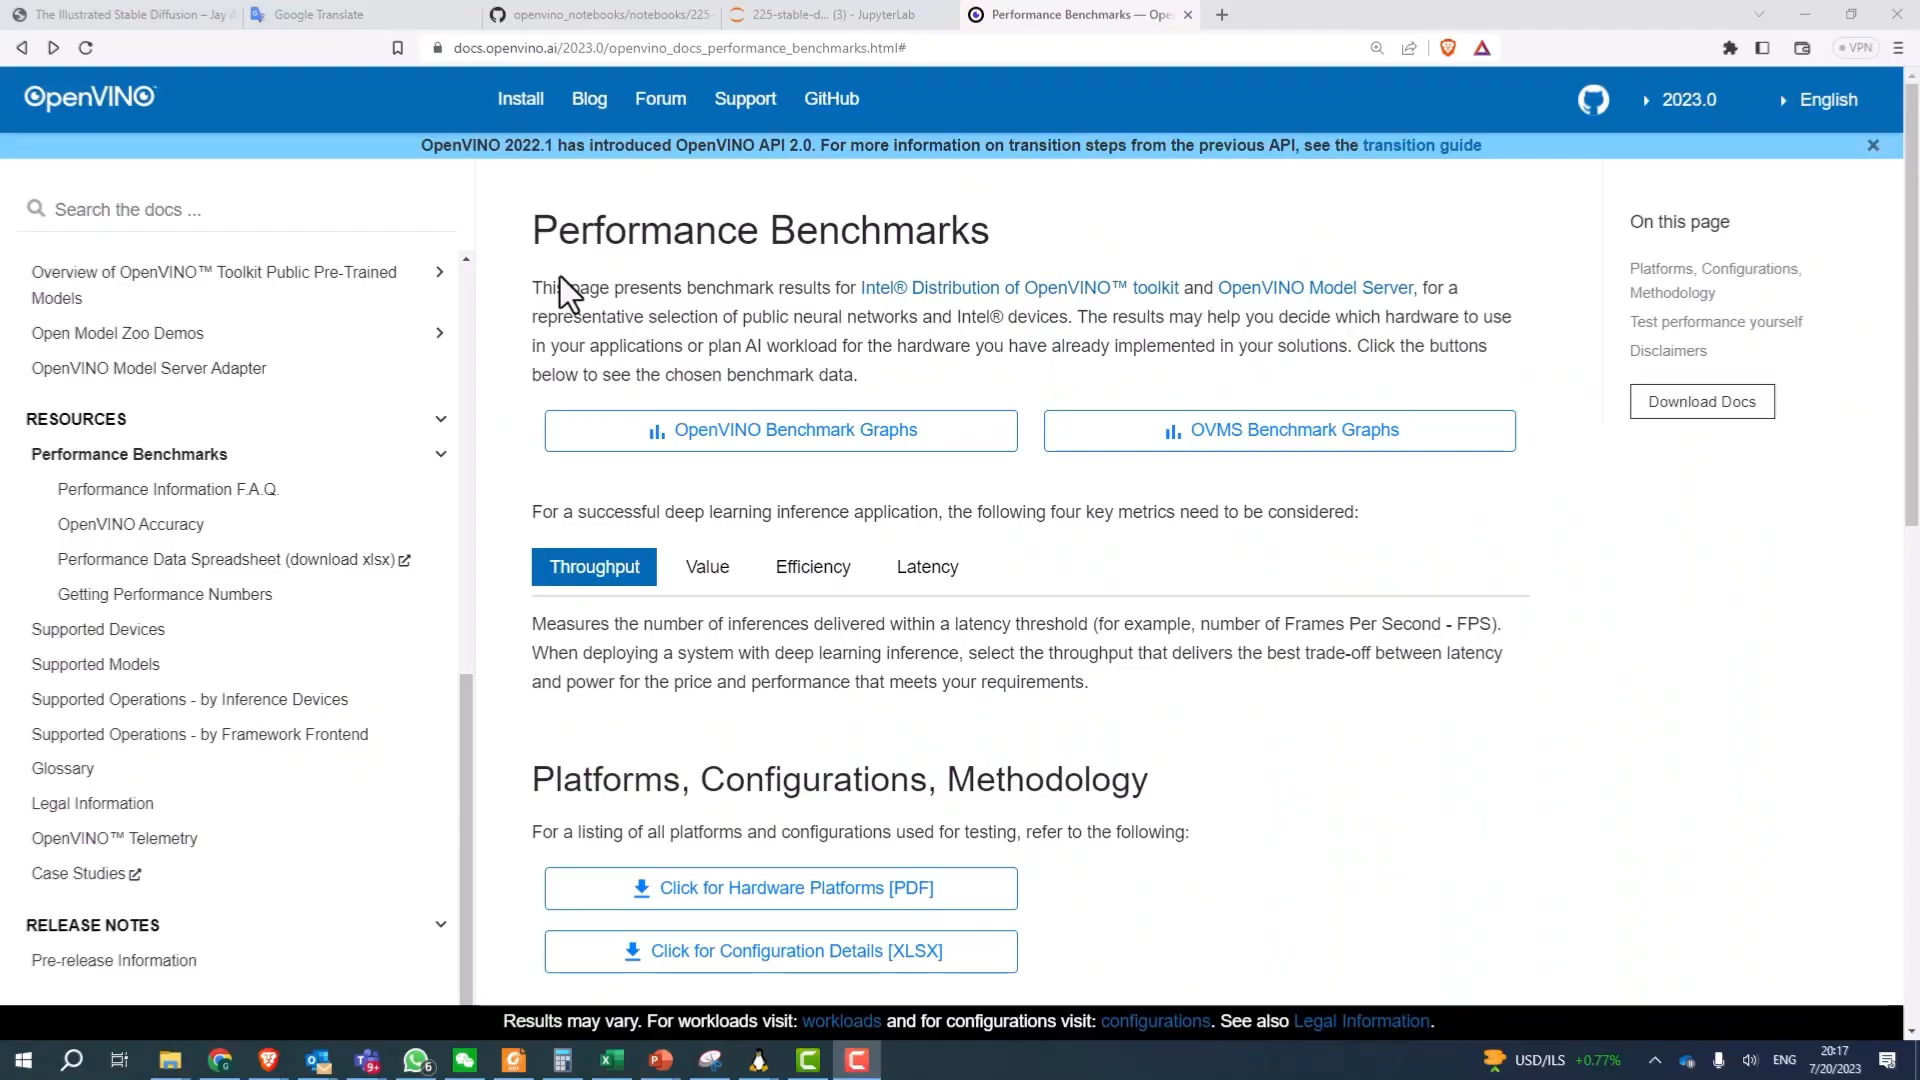 The Illustrated Stable Diffusion – Jay A
Google Translate
openvino_notebooks/notebooks/225-
225-stable-d... (3) - JupyterLab
Performance Benchmarks — Ope
docs.openvino.ai/2023.0/openvino_docs_performance_benchmarks.html#
VPN
OpenVINO
Install
Blog
Forum
Support
GitHub
2023.0
English
OpenVINO 2022.1 has introduced OpenVINO API 2.0. For more information on transition steps from the previous API, see the transition guide
Search the docs ...
Overview of OpenVINO™ Toolkit Public Pre-Trained
Models
Open Model Zoo Demos
OpenVINO Model Server Adapter
RESOURCES
Performance Benchmarks
Performance Information F.A.Q.
OpenVINO Accuracy
Performance Data Spreadsheet (download xlsx)
Getting Performance Numbers
Supported Devices
Supported Models
Supported Operations - by Inference Devices
Supported Operations - by Framework Frontend
Glossary
Legal Information
OpenVINO™ Telemetry
Case Studies
RELEASE NOTES
Pre-release Information
Performance Benchmarks
This page presents benchmark results for Intel® Distribution of OpenVINO™ toolkit and OpenVINO Model Server, for a
representative selection of public neural networks and Intel® devices. The results may help you decide which hardware to use
in your applications or plan AI workload for the hardware you have already implemented in your solutions. Click the buttons
below to see the chosen benchmark data.
OpenVINO Benchmark Graphs
OVMS Benchmark Graphs
For a successful deep learning inference application, the following four key metrics need to be considered:
Throughput
Value
Efficiency
Latency
Measures the number of inferences delivered within a latency threshold (for example, number of Frames Per Second - FPS).
When deploying a system with deep learning inference, select the throughput that delivers the best trade-off between latency
and power for the price and performance that meets your requirements.
Platforms, Configurations, Methodology
For a listing of all platforms and configurations used for testing, refer to the following:
Click for Hardware Platforms [PDF]
Click for Configuration Details [XLSX]
On this page
Platforms, Configurations,
Methodology
Test performance yourself
Disclaimers
Download Docs
Results may vary. For workloads visit: workloads and for configurations visit: configurations. See also Legal Information.
9+
6
USD/ILS +0.77%
ENG
20:17
7/20/2023